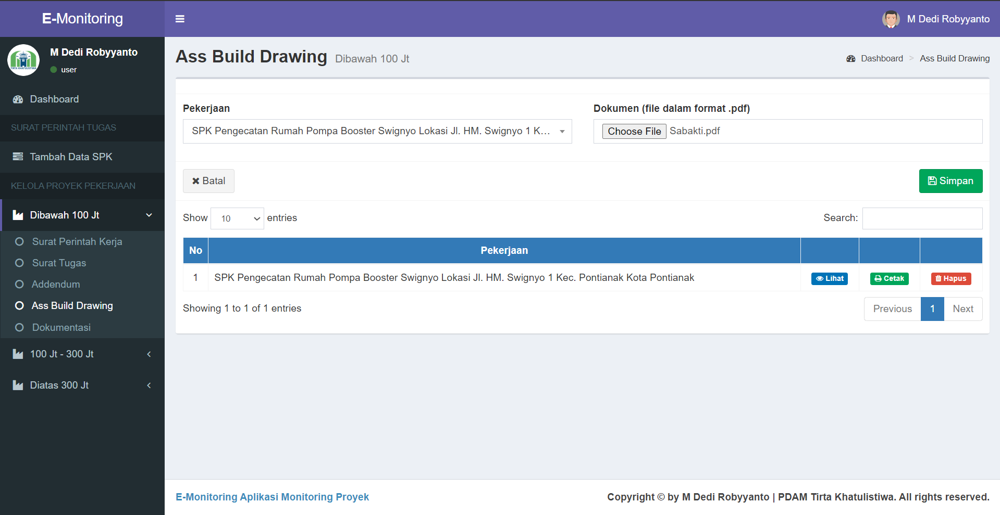 E-Monitoring
M Dedi Robyyanto
M Dedi Robyyanto
user
Dashboard
SURAT PERINTAH TUGAS
Tambah Data SPK
KELOLA PROYEK PEKERJAAN
Dibawah 100 Jt
Surat Perintah Kerja
Surat Tugas
Addendum
Ass Build Drawing
Dokumentasi
100 Jt - 300 Jt
Diatas 300 Jt
Ass Build Drawing Dibawah 100 Jt
Dashboard > Ass Build Drawing
Pekerjaan
SPK Pengecatan Rumah Pompa Booster Swignyo Lokasi Jl. HM. Swignyo 1 K...
Dokumen (file dalam format .pdf)
Choose File Sabakti.pdf
Batal
Simpan
Show 10 entries
Search:
No Pekerjaan
1 SPK Pengecatan Rumah Pompa Booster Swignyo Lokasi Jl. HM. Swignyo 1 Kec. Pontianak Kota Pontianak Lihat Cetak Hapus
Showing 1 to 1 of 1 entries
Previous 1 Next
E-Monitoring Aplikasi Monitoring Proyek
Copyright © by M Dedi Robyyanto | PDAM Tirta Khatulistiwa. All rights reserved.
TIRTA KHATULISTIWA